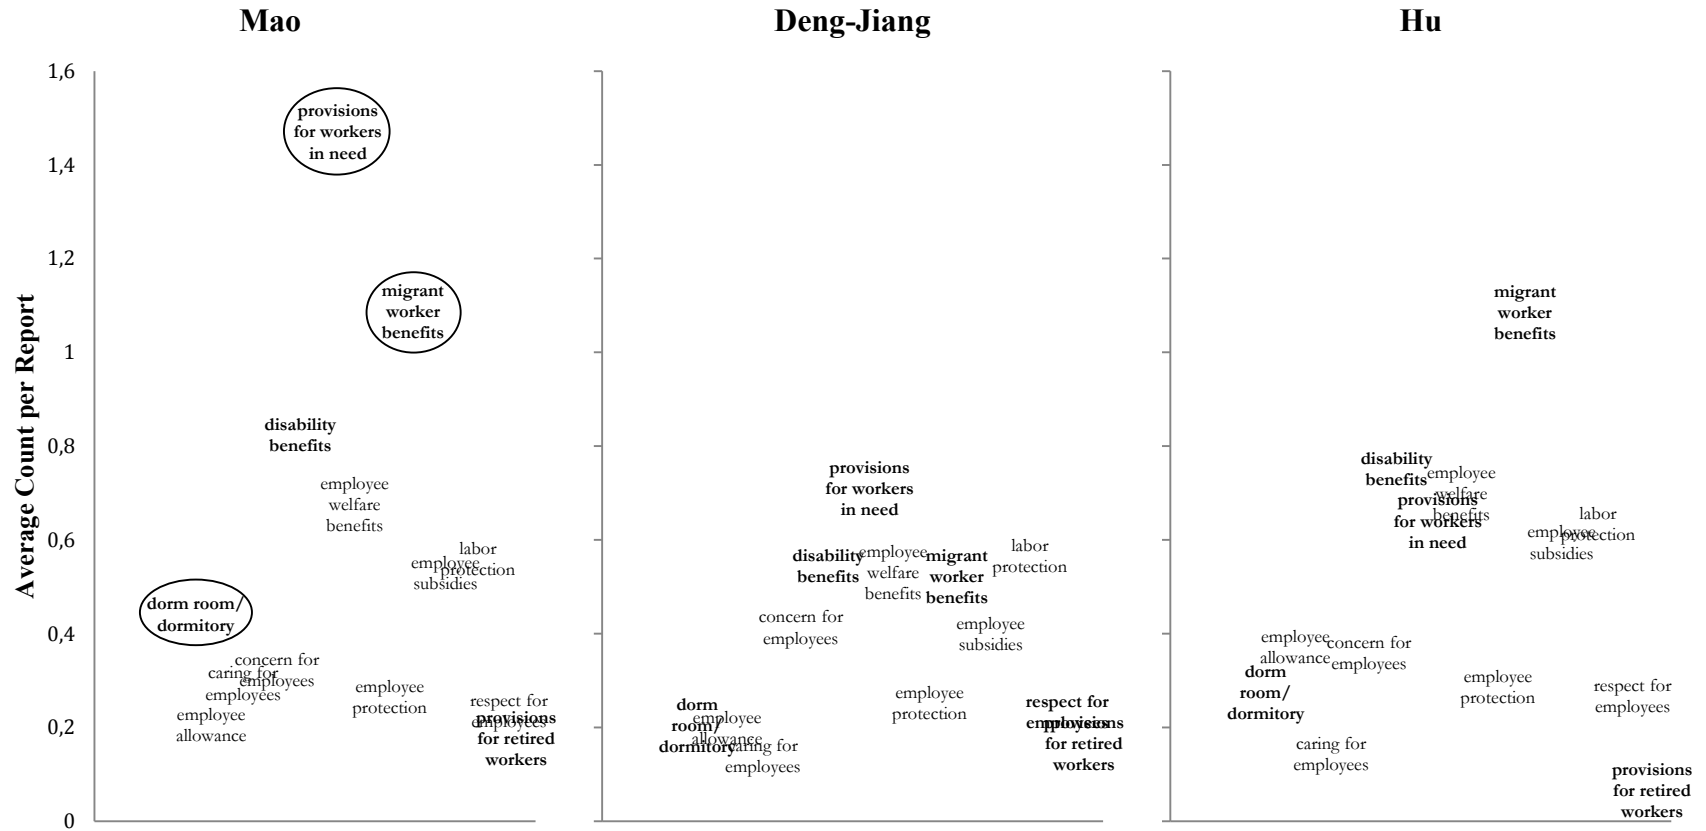 Mao
Deng-Jiang
Hu
Average Count per Report
1,6
1,4
1,2
1
0,8
0,6
0,4
0,2
0
provisions
for workers
in need
migrant
worker
benefits
disability
benefits
employee
welfare
benefits
labor
protection
employee
subsidies
dorm room/
dormitory
concern for
employees
caring for
employees
employee
allowance
employee
protection
respect for
employees
provisions
for retired
workers
provisions
for workers
in need
disability
benefits
employee
welfare
benefits
migrant
worker
benefits
labor
protection
concern for
employees
employee
subsidies
dorm
room/
dormitory
employee
allowance
caring for
employees
employee
protection
respect for
employees
provisions
for retired
workers
migrant
worker
benefits
disability
benefits
employee
welfare
benefits
provisions
for workers
in need
labor
protection
employee
subsidies
employee
allowance
concern for
employees
dorm
room/
dormitory
employee
protection
respect for
employees
caring for
employees
provisions
for retired
workers